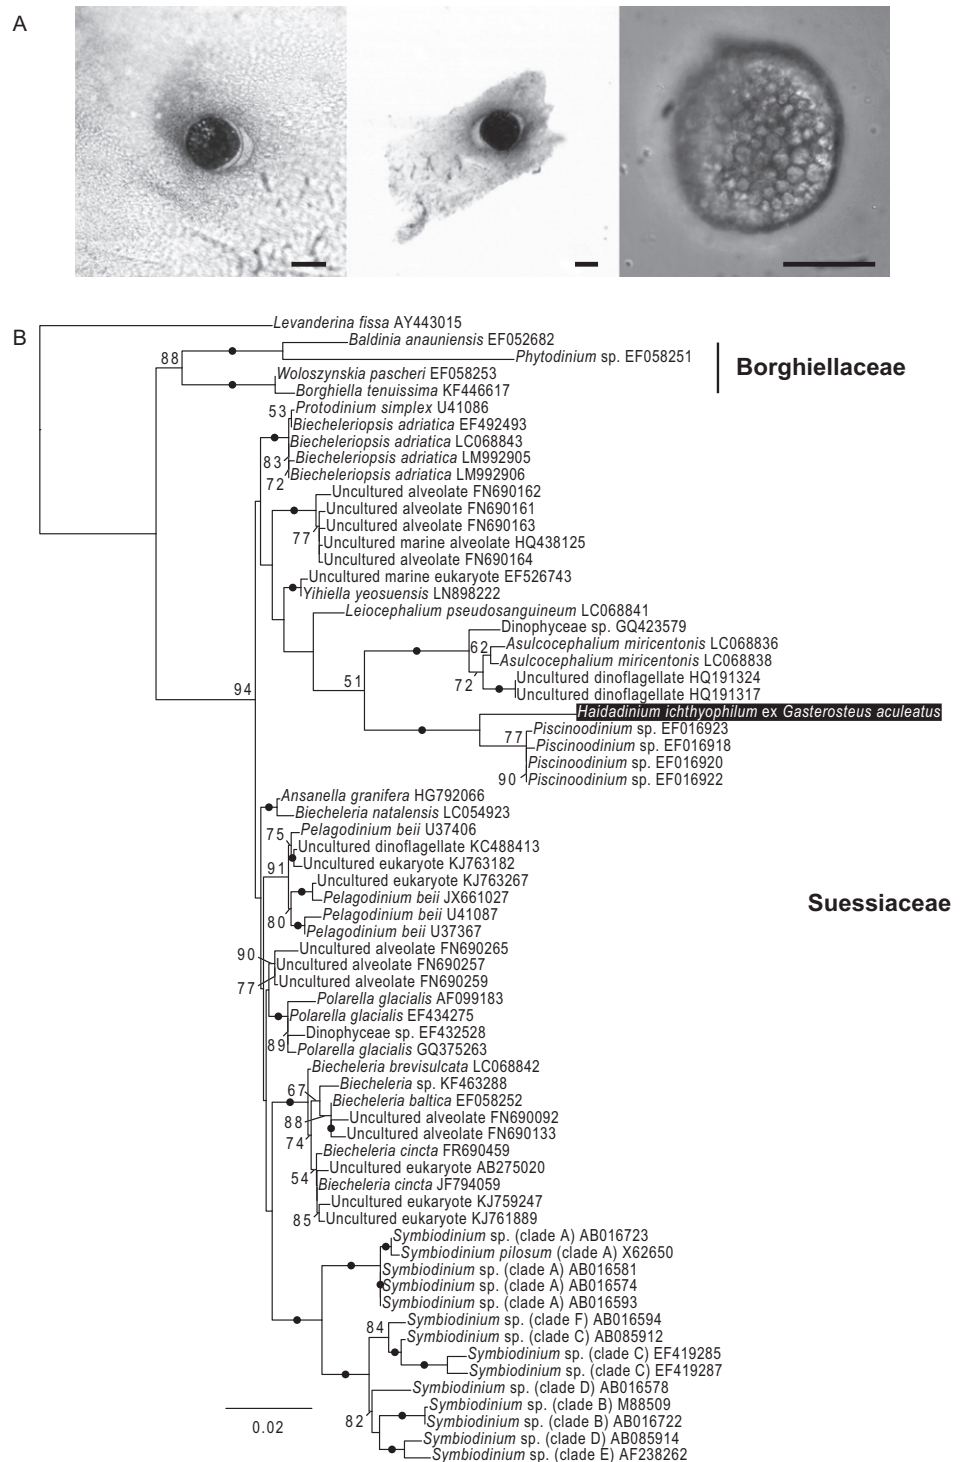 A
B
Levanderina fissa AY443015
Baldinia anauniensis EF052682
88
Phytodinium sp. EF058251
Borghiellaceae
Woloszynskia pascheri EF058253
Borghiella tenuissima KF446617
53
Protodinium simplex U41086
Biecheleriopsis adriatica EF492493
Biecheleriopsis adriatica LC068843
83
Biecheleriopsis adriatica LM992905
72
Biecheleriopsis adriatica LM992906
Uncultured alveolate FN690162
Uncultured alveolate FN690161
Uncultured alveolate FN690163
77
Uncultured marine alveolate HQ438125
Uncultured alveolate FN690164
Uncultured marine eukaryote EF526743
Yihiella yeosuensis LN898222
Leiocephalium pseudosanguineum LC068841
Dinophyceae sp. GQ423579
62
Asulcocephalium miricentonis LC068836
Asulcocephalium miricentonis LC068838
51
72
Uncultured dinoflagellate HQ191324
94
Uncultured dinoflagellate HQ191317
Haidadinium ichthyophilum ex Gasterosteus aculeatus
Piscinoodinium sp. EF016923
77
Piscinoodinium sp. EF016918
Piscinoodinium sp. EF016920
90
Piscinoodinium sp. EF016922
Ansanella granifera HG792066
Biecheleria natalensis LC054923
75
Pelagodinium beii U37406
Uncultured dinoflagellate KC488413
91
Uncultured eukaryote KJ763182
Uncultured eukaryote KJ763267
Pelagodinium beii JX661027
Suessiaceae
80
Pelagodinium beii U41087
Pelagodinium beii U37367
90
Uncultured alveolate FN690265
Uncultured alveolate FN690257
77
Uncultured alveolate FN690259
Polarella glacialis AF099183
Polarella glacialis EF434275
Dinophyceae sp. EF432528
89
Polarella glacialis GQ375263
Biecheleria brevisulcata LC068842
67
Biecheleria sp. KF463288
Biecheleria baltica EF058252
88
Uncultured alveolate FN690092
74
Uncultured alveolate FN690133
Biecheleria cincta FR690459
Uncultured eukaryote AB275020
54
Biecheleria cincta JF794059
Uncultured eukaryote KJ759247
85
Uncultured eukaryote KJ761889
Symbiodinium sp. (clade A) AB016723
Symbiodinium pilosum (clade A) X62650
Symbiodinium sp. (clade A) AB016581
Symbiodinium sp. (clade A) AB016574
Symbiodinium sp. (clade A) AB016593
84
Symbiodinium sp. (clade F) AB016594
Symbiodinium sp. (clade C) AB085912
Symbiodinium sp. (clade C) EF419285
Symbiodinium sp. (clade C) EF419287
Symbiodinium sp. (clade D) AB016578
Symbiodinium sp. (clade B) M88509
82
Symbiodinium sp. (clade B) AB016722
0.02
Symbiodinium sp. (clade D) AB085914
Symbiodinium sp. (clade E) AF238262